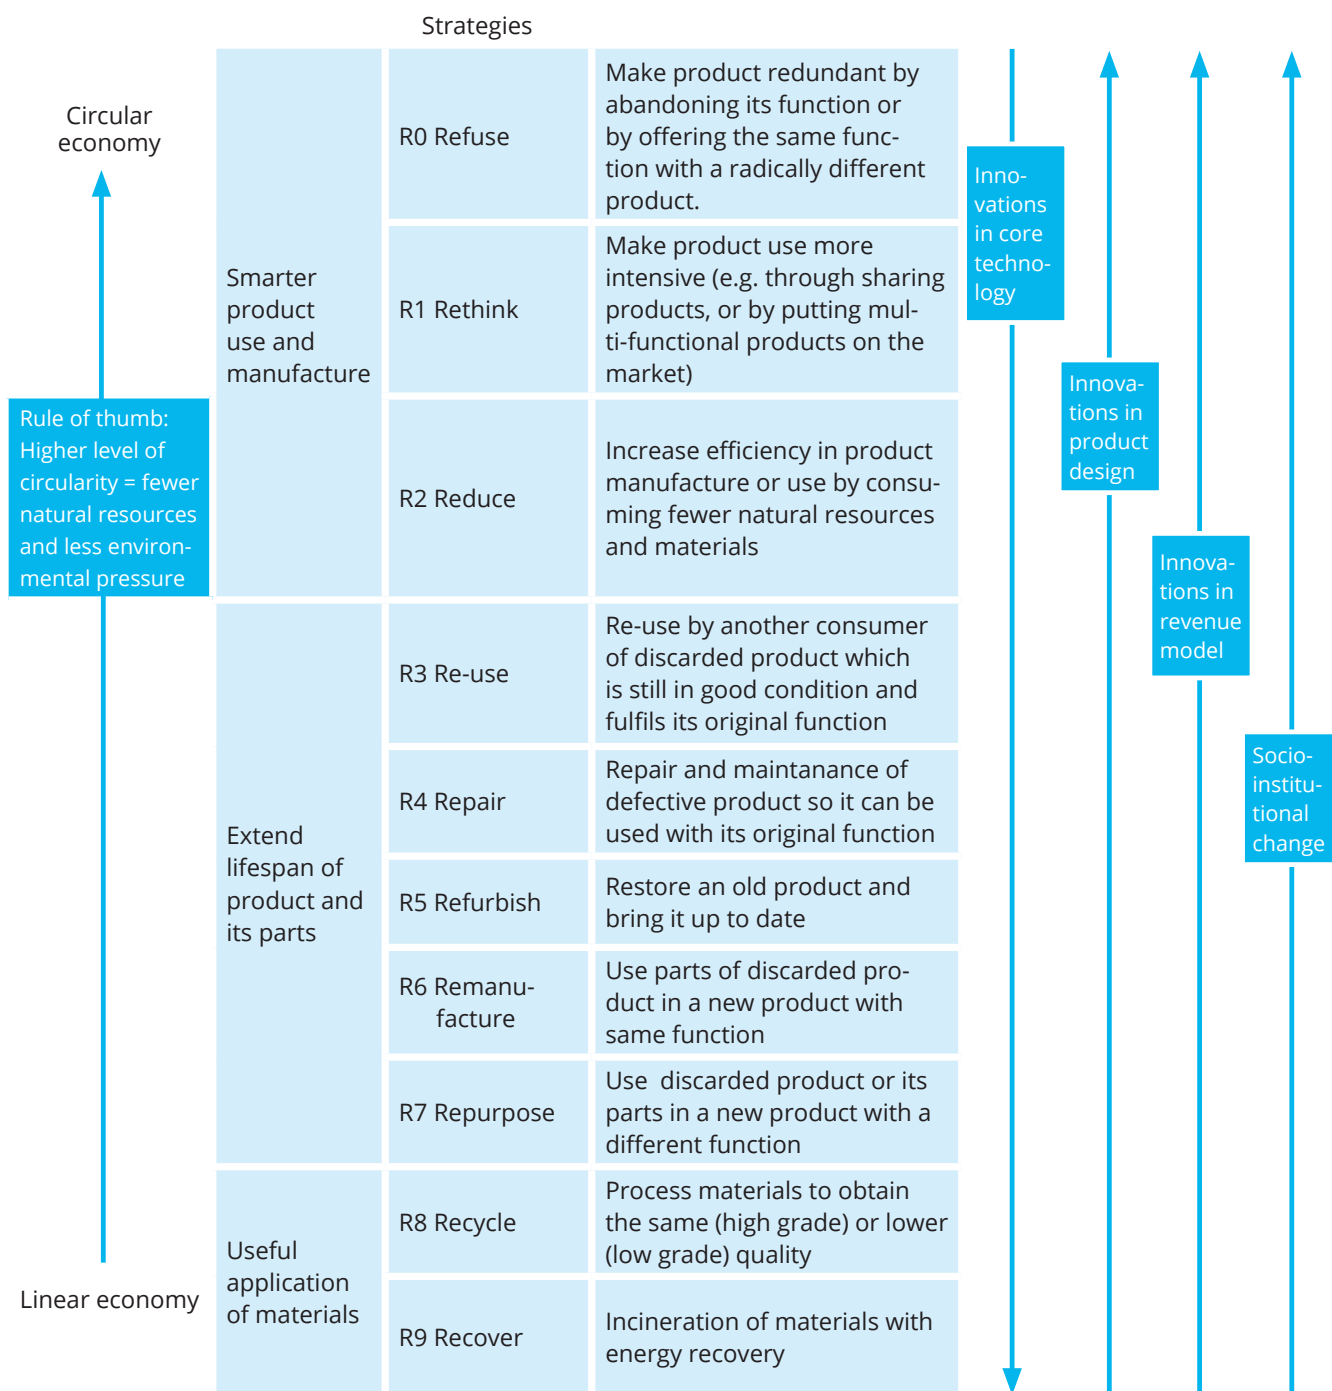 Strategies
Circular
economy
Rule of thumb:
Higher level of
circularity = fewer
natural resources
and less environ-
mental pressure
Linear economy
Smarter
product
use and
manufacture
R0 Refuse
Make product redundant by
abandoning its function or
by offering the same func-
tion with a radically different
product.
R1 Rethink
Make product use more
intensive (e.g. through sharing
products, or by putting mul-
ti-functional products on the
market)
R2 Reduce
Increase efficiency in product
manufacture or use by consu-
ming fewer natural resources
and materials
Extend
lifespan of
product and
its parts
R3 Re-use
Re-use by another consumer
of discarded product which
is still in good condition and
fulfils its original function
R4 Repair
Repair and maintanance of
defective product so it can be
used with its original function
R5 Refurbish
Restore an old product and
bring it up to date
R6 Remanu-
facture
Use parts of discarded pro-
duct in a new product with
same function
R7 Repurpose
Use  discarded product or its
parts in a new product with a
different function
Useful
application
of materials
R8 Recycle
Process materials to obtain
the same (high grade) or lower
(low grade) quality
R9 Recover
Incineration of materials with
energy recovery
Inno-
vations
in core
techno-
logy
Innova-
tions in
product
design
Innova-
tions in
revenue
model
Socio-
institu-
tional
change